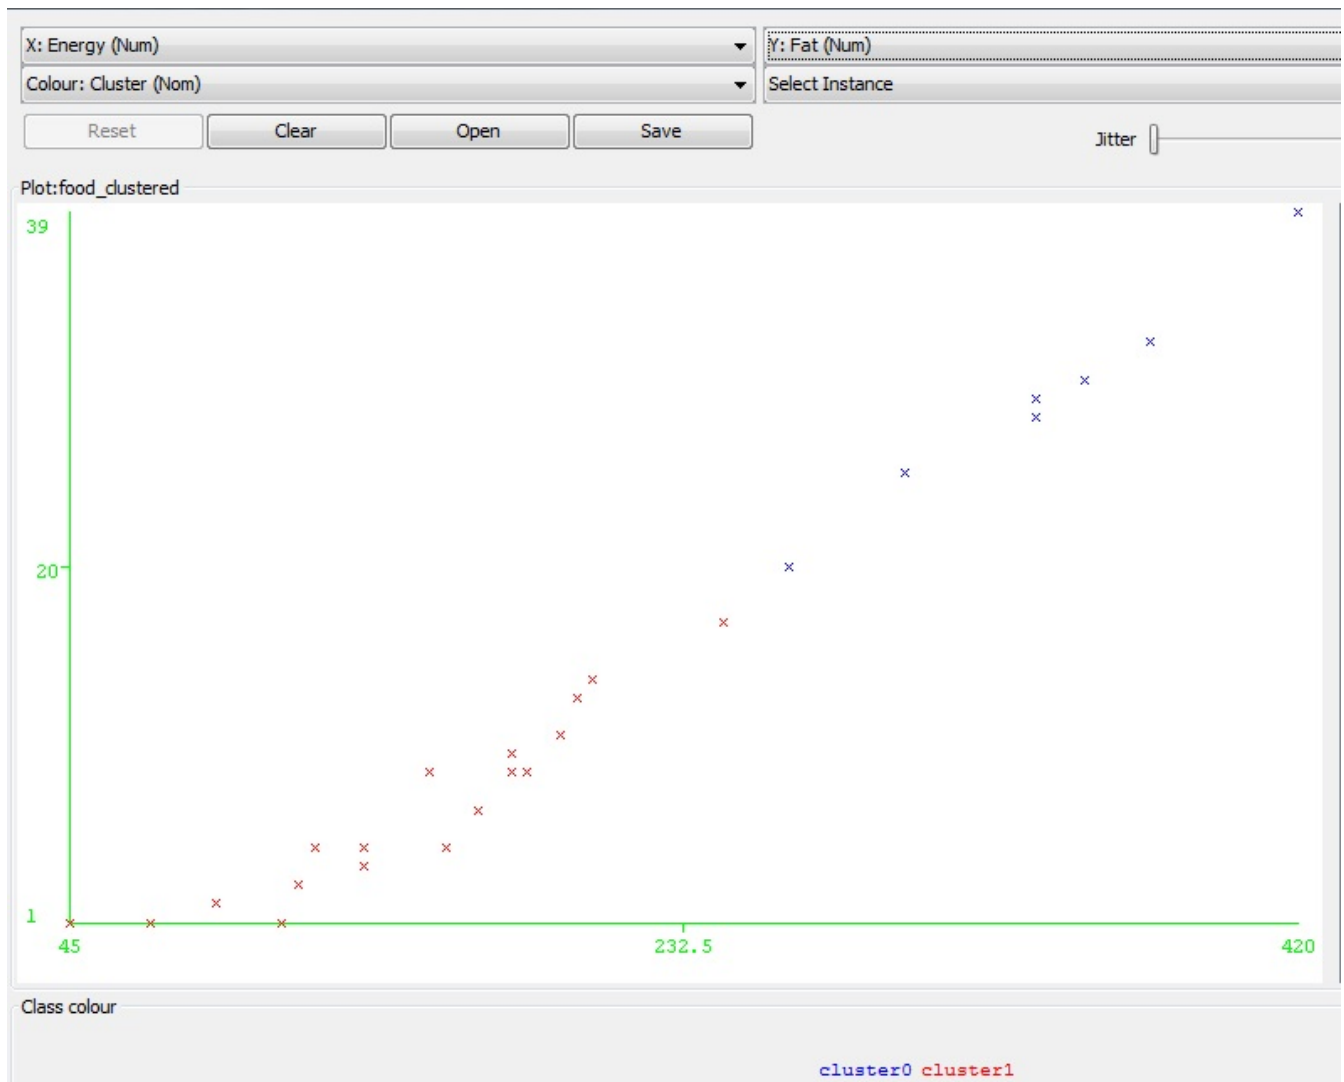 X: Energy (Num) Y: Fat (Num)
Colour: Cluster (Nom) Select Instance
Reset Clear Open Save Jitter
Plot:food_clustered
39
20
1
45 232.5 420
Class colour
cluster0 cluster1